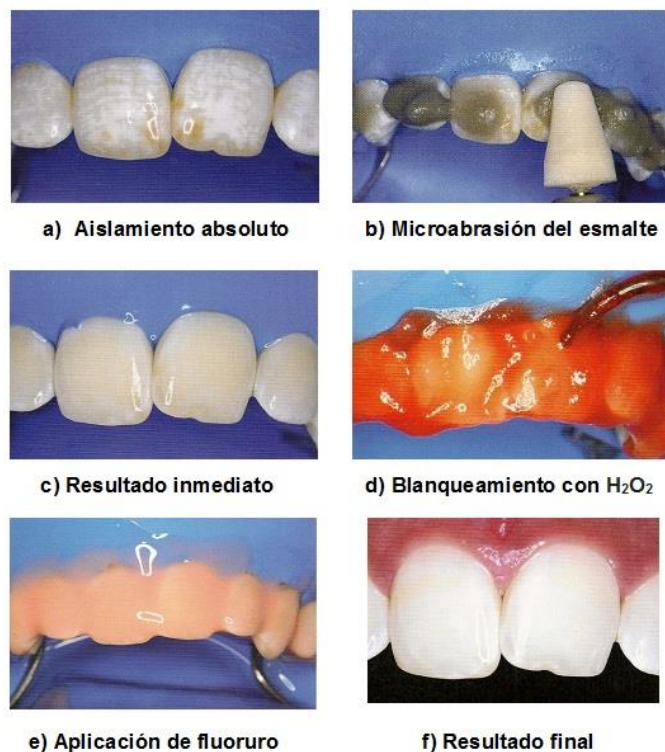 a) Aislamiento absoluto
b) Microabrasión del esmalte
c) Resultado inmediato
d) Blanqueamiento con H₂O₂
e) Aplicación de fluoruro
f) Resultado final